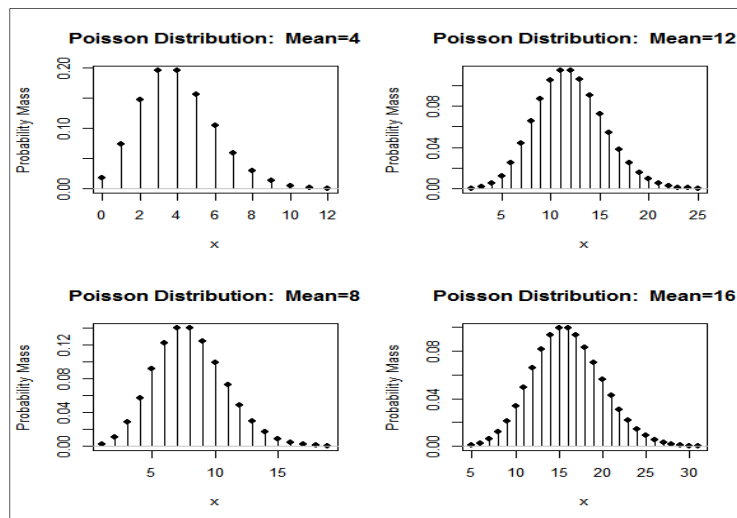 Poisson Distribution: Mean=4
Probability Mass
0.00 0.10 0.20
0 2 4 6 8 10 12
x
Poisson Distribution: Mean=12
Probability Mass
0.00 0.04 0.08
5 10 15 20 25
x
Poisson Distribution: Mean=8
Probability Mass
0.00 0.04 0.12
5 10 15
x
Poisson Distribution: Mean=16
Probability Mass
0.00 0.04 0.08
5 10 15 20 25 30
x